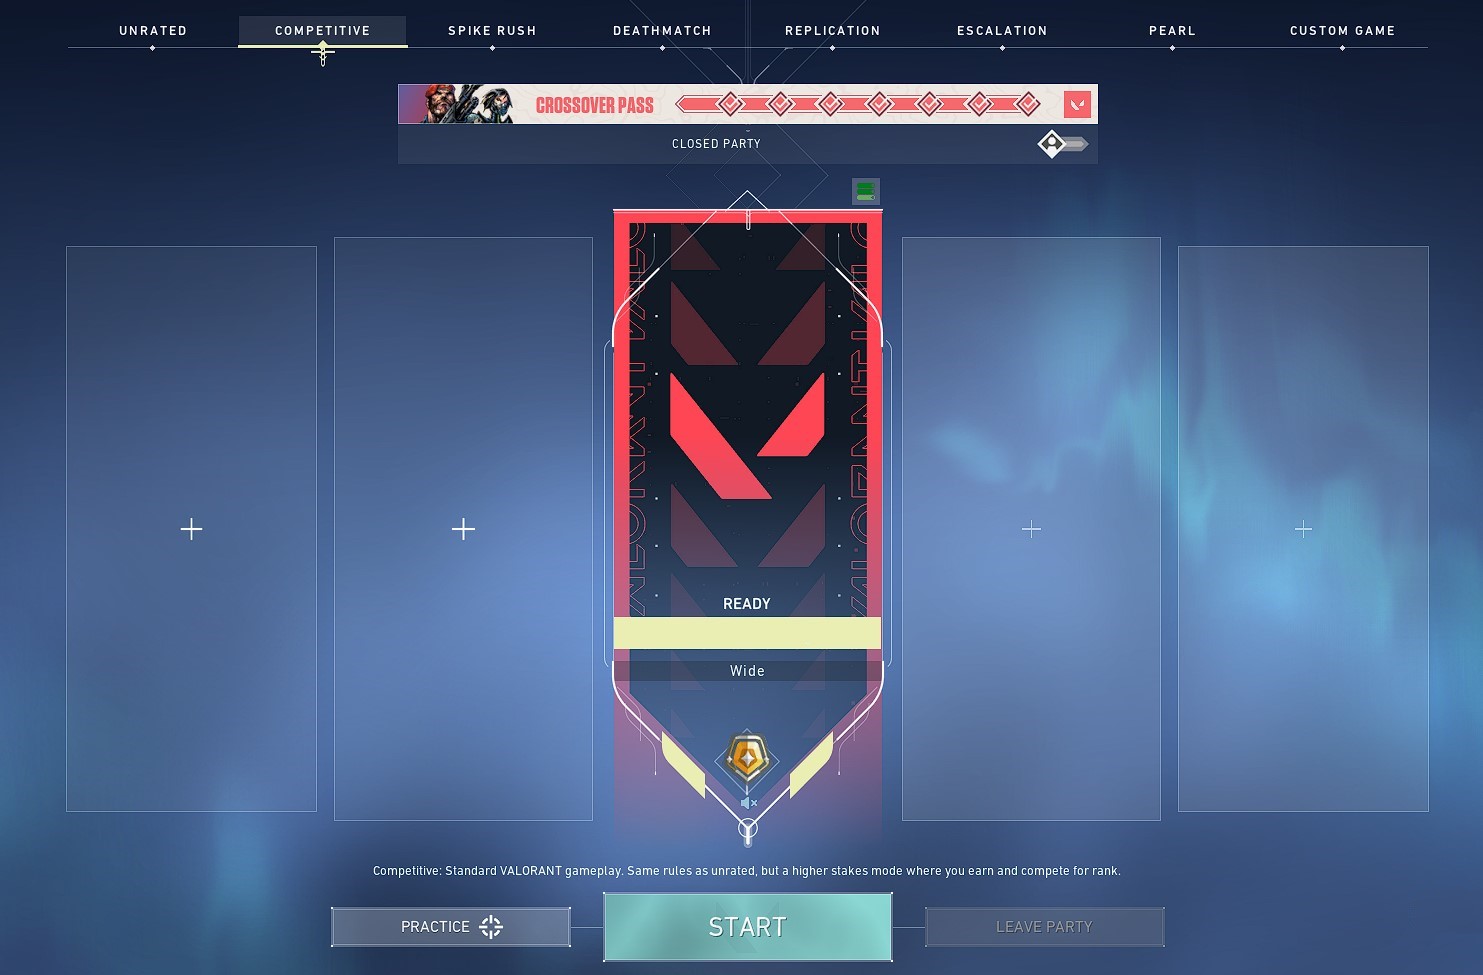 UNRATED
COMPETITIVE
SPIKE RUSH
DEATHMATCH
REPLICATION
ESCALATION
PEARL
CUSTOM GAME
CROSSOVER PASS
CLOSED PARTY
READY
Wide
Competitive: Standard VALORANT gameplay. Same rules as unrated, but a higher stakes mode where you earn and compete for rank.
PRACTICE
START
LEAVE PARTY